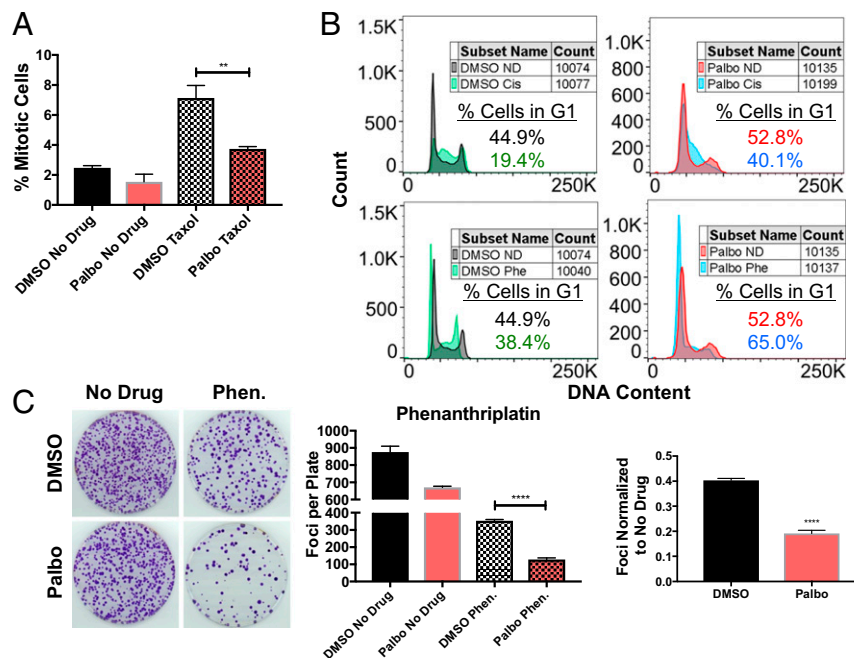 A
% Mitotic Cells
10
8
6
4
2
0
**
DMSO No Drug
Palbo No Drug
DMSO Taxol
Palbo Taxol
B
Count
1.5K
1.0K
500
0
0
250K
Subset Name Count
DMSO ND 10074
DMSO Cis 10077
% Cells in G1
44.9%
19.4%
1.0K
800
600
400
200
0
0
250K
Subset Name Count
Palbo ND 10135
Palbo Cis 10199
% Cells in G1
52.8%
40.1%
1.5K
1.0K
500
0
0
250K
Subset Name Count
DMSO ND 10074
DMSO Phe 10040
% Cells in G1
44.9%
38.4%
1.0K
800
600
400
200
0
0
250K
Subset Name Count
Palbo ND 10135
Palbo Phe 10137
% Cells in G1
52.8%
65.0%
DNA Content
C
No Drug Phen.
DMSO
Palbo
Phenanthriplatin
Foci per Plate
1000
900
800
700
600
400
300
200
100
0
****
DMSO No Drug
Palbo No Drug
DMSO Phen.
Palbo Phen.
Foci Normalized
to No Drug
0.5
0.4
0.3
0.2
0.1
0.0
****
DMSO
Palbo